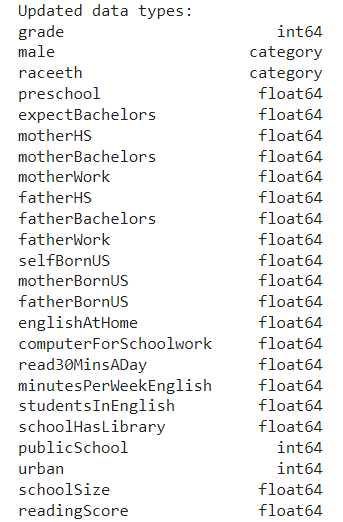 Updated data types:
grade int64
male category
raceeth category
preschool float64
expectBachelors float64
motherHS float64
motherBachelors float64
motherWork float64
fatherHS float64
fatherBachelors float64
fatherWork float64
selfBornUS float64
motherBornUS float64
fatherBornUS float64
englishAtHome float64
computerForSchoolwork float64
read30MinsADay float64
minutesPerWeekEnglish float64
studentsInEnglish float64
schoolHasLibrary float64
publicSchool int64
urban int64
schoolSize float64
readingScore float64